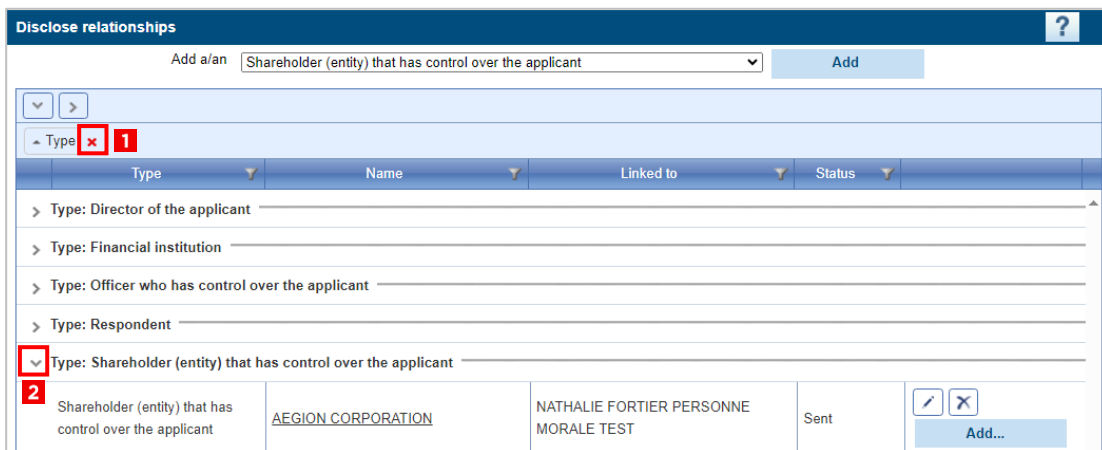 Disclose relationships ?
Add a/an Shareholder (entity) that has control over the applicant Add
Type × 1
Type Name Linked to Status
Type: Director of the applicant
Type: Financial institution
Type: Officer who has control over the applicant
Type: Respondent
Type: Shareholder (entity) that has control over the applicant
2
Shareholder (entity) that has
control over the applicant
AEGION CORPORATION
NATHALIE FORTIER PERSONNE
MORALE TEST
Sent
Add...